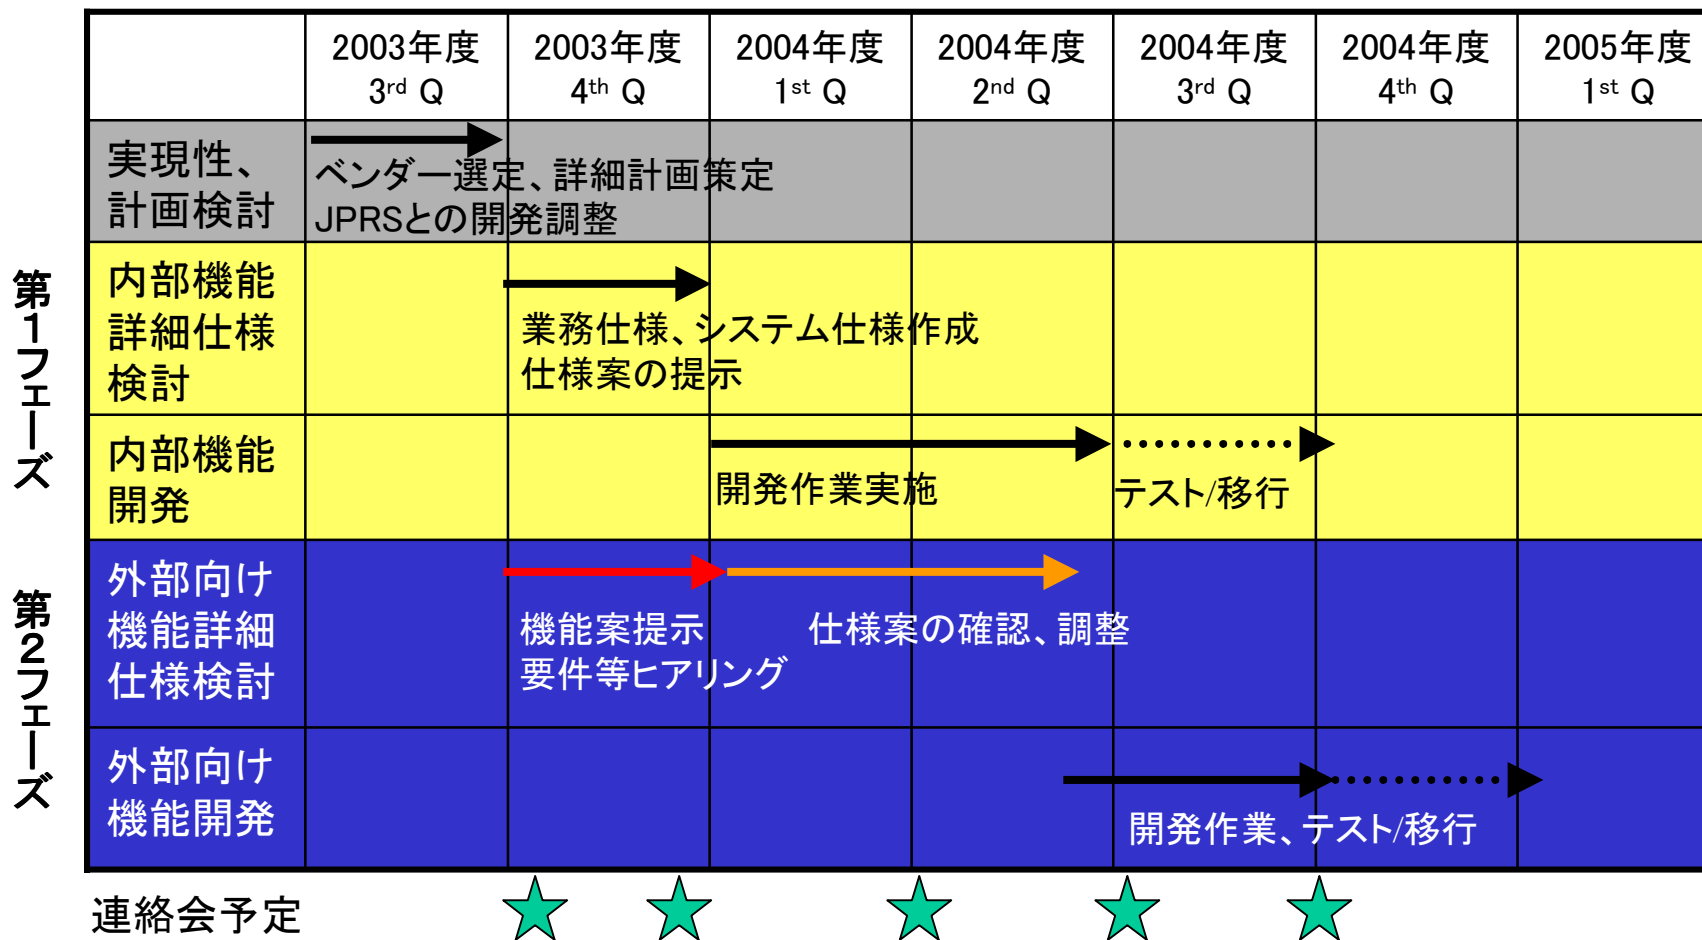 2003年度 2003年度 2004年度 2004年度 2004年度 2004年度 2005年度
3rd Q 4th Q 1st Q 2nd Q 3rd Q 4th Q 1st Q
実現性、
計画検討
ベンダー選定、詳細計画策定
JPRSとの開発調整
第1フェーズ
内部機能
詳細仕様
検討
業務仕様、システム仕様作成
仕様案の提示
内部機能
開発
開発作業実施
テスト/移行
第2フェーズ
外部向け
機能詳細
仕様検討
機能案提示
要件等ヒアリング
仕様案の確認、調整
外部向け
機能開発
開発作業、テスト/移行
連絡会予定